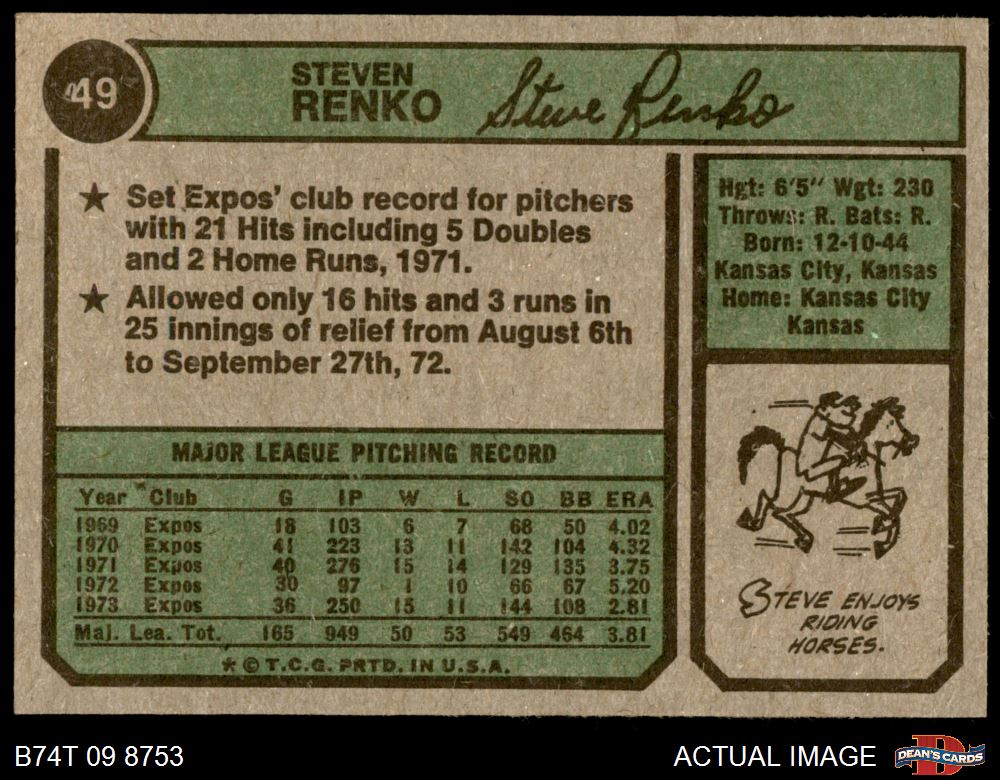 49
STEVEN
RENKO
Steve Renko
★ Set Expos' club record for pitchers
with 21 Hits including 5 Doubles
and 2 Home Runs, 1971.
★ Allowed only 16 hits and 3 runs in
25 innings of relief from August 6th
to September 27th, 72.
Hgt: 6'5" Wgt: 230
Throws: R. Bats: R.
Born: 12-10-44
Kansas City, Kansas
Home: Kansas City
Kansas
MAJOR LEAGUE PITCHING RECORD
Year Club G IP W L SO BB ERA
1969 Expos 18 103 6 7 68 50 4.02
1970 Expos 41 223 13 11 142 104 4.32
1971 Expos 40 276 15 14 129 135 3.75
1972 Expos 30 97 1 10 66 67 5.20
1973 Expos 36 250 15 11 144 108 2.81
Maj. Lea. Tot. 165 949 50 53 549 464 3.81
* © T.C.G. PRTD. IN U.S.A.
STEVE ENJOYS
RIDING
HORSES.
B74T 09 8753
ACTUAL IMAGE
D
DEAN'S CARDS